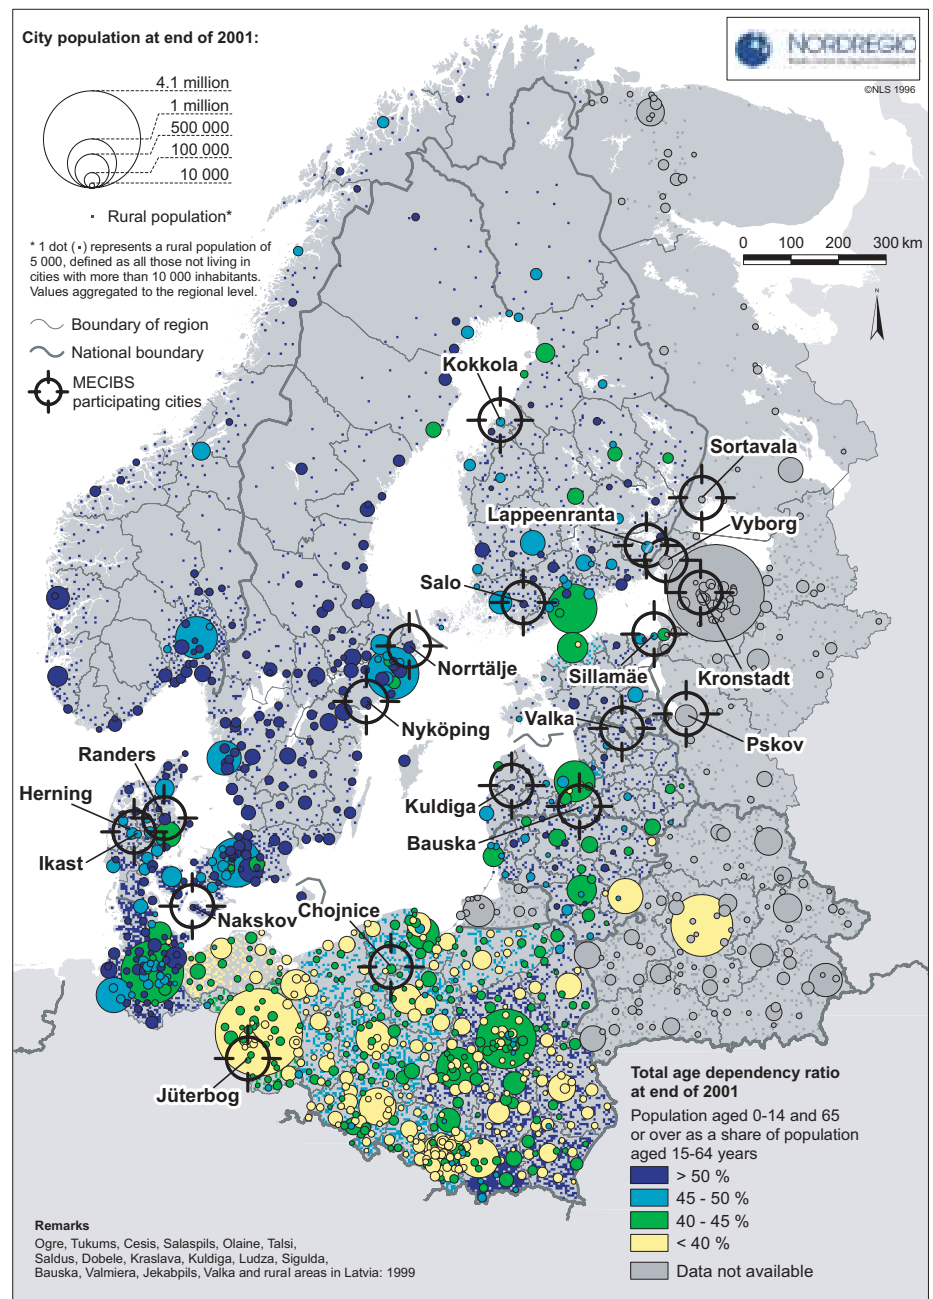 City population at end of 2001:
4.1 million
1 million
500 000
100 000
10 000
Rural population*
* 1 dot (▪) represents a rural population of
5 000, defined as all those not living in
cities with more than 10 000 inhabitants.
Values aggregated to the regional level.
Boundary of region
National boundary
MECIBS
participating cities
NORDREGIO
©NLS 1996
0 100 200 300 km
N
Kokkola
Sortavala
Lappeenranta
Vyborg
Salo
Norrtälje
Sillamäe
Kronstadt
Nyköping
Valka
Pskov
Randers
Herning
Kuldiga
Ikast
Bauska
Nakskov
Chojnice
Jüterbog
Total age dependency ratio
at end of 2001
Population aged 0-14 and 65
or over as a share of population
aged 15-64 years
> 50 %
45 - 50 %
40 - 45 %
< 40 %
Data not available
Remarks
Ogre, Tukums, Cesis, Salaspils, Olaine, Talsi,
Saldus, Dobele, Kraslava, Kuldiga, Ludza, Sigulda,
Bauska, Valmiera, Jekabpils, Valka and rural areas in Latvia: 1999